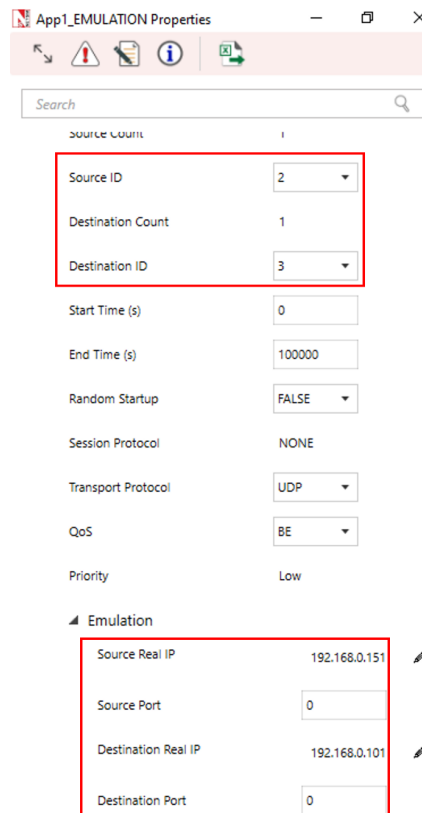 App1_EMULATION Properties
Search
Source Count 1
Source ID 2
Destination Count 1
Destination ID 3
Start Time (s) 0
End Time (s) 100000
Random Startup FALSE
Session Protocol NONE
Transport Protocol UDP
QoS BE
Priority Low
Emulation
Source Real IP 192.168.0.151
Source Port 0
Destination Real IP 192.168.0.101
Destination Port 0